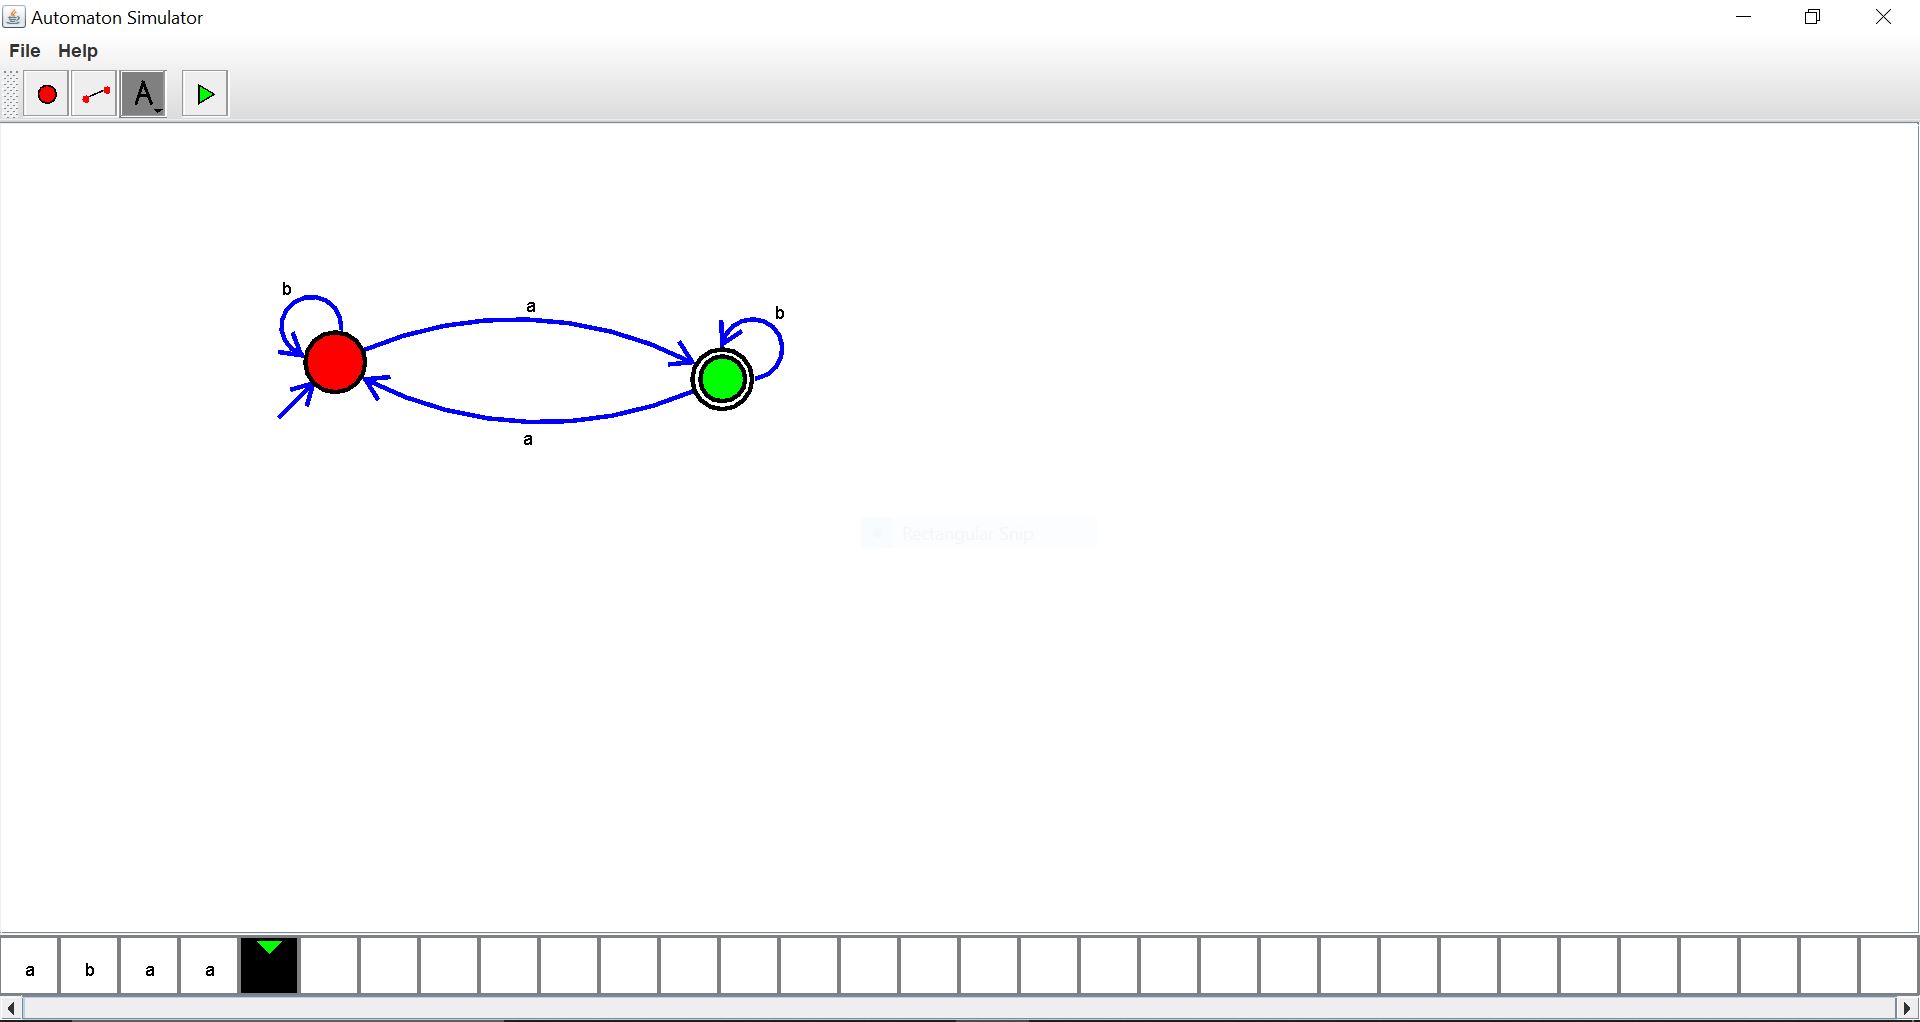 Automaton Simulator
File Help
A
b
a
b
a
Rectangular Snip
a b a a